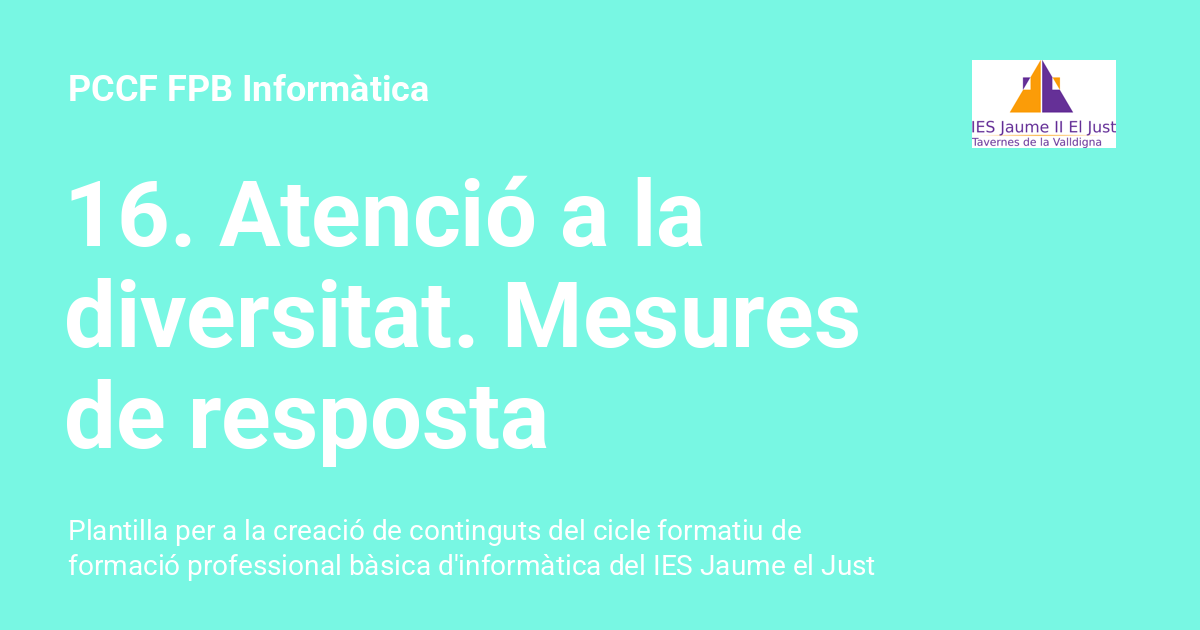 PCCF FPB Informàtica
IES Jaume II El Just
Tavernes de la Valldigna
16. Atenció a la
diversitat. Mesures
de resposta
Plantilla per a la creació de continguts del cicle formatiu de
formació professional bàsica d'informàtica del IES Jaume el Just